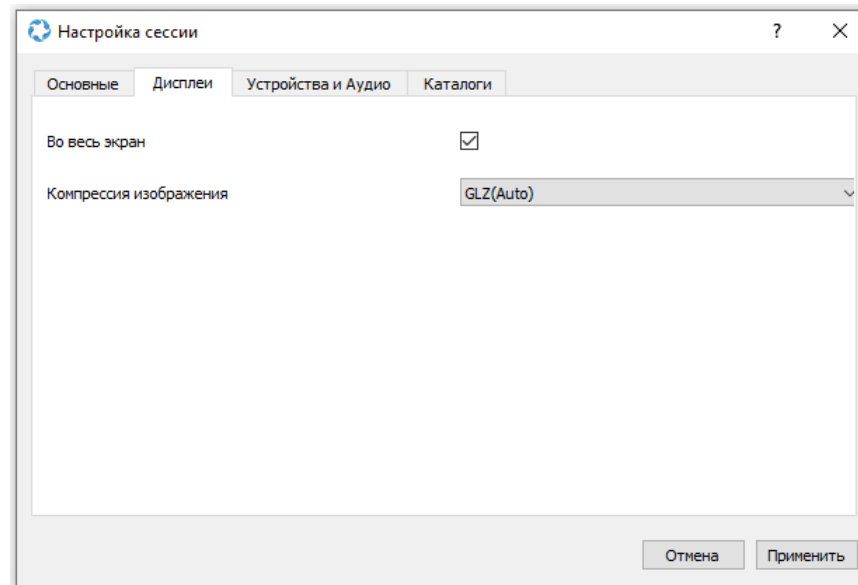 Настройка сессии
Основные Дисплеи Устройства и Аудио Каталоги
Во весь экран
Компрессия изображения GLZ(Auto)
Отмена Применить